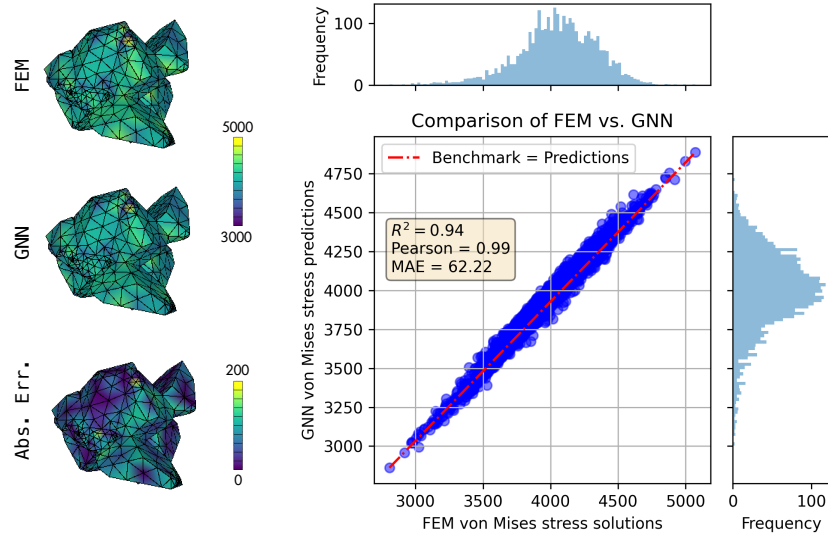 FEM
5000
3000
GNN
Abs. Err.
200
0
Frequency
100
0
Comparison of FEM vs. GNN
Benchmark = Predictions
R² = 0.94
Pearson = 0.99
MAE = 62.22
GNN von Mises stress predictions
4750
4500
4250
4000
3750
3500
3250
3000
3000 3500 4000 4500 5000
FEM von Mises stress solutions
0 100
Frequency